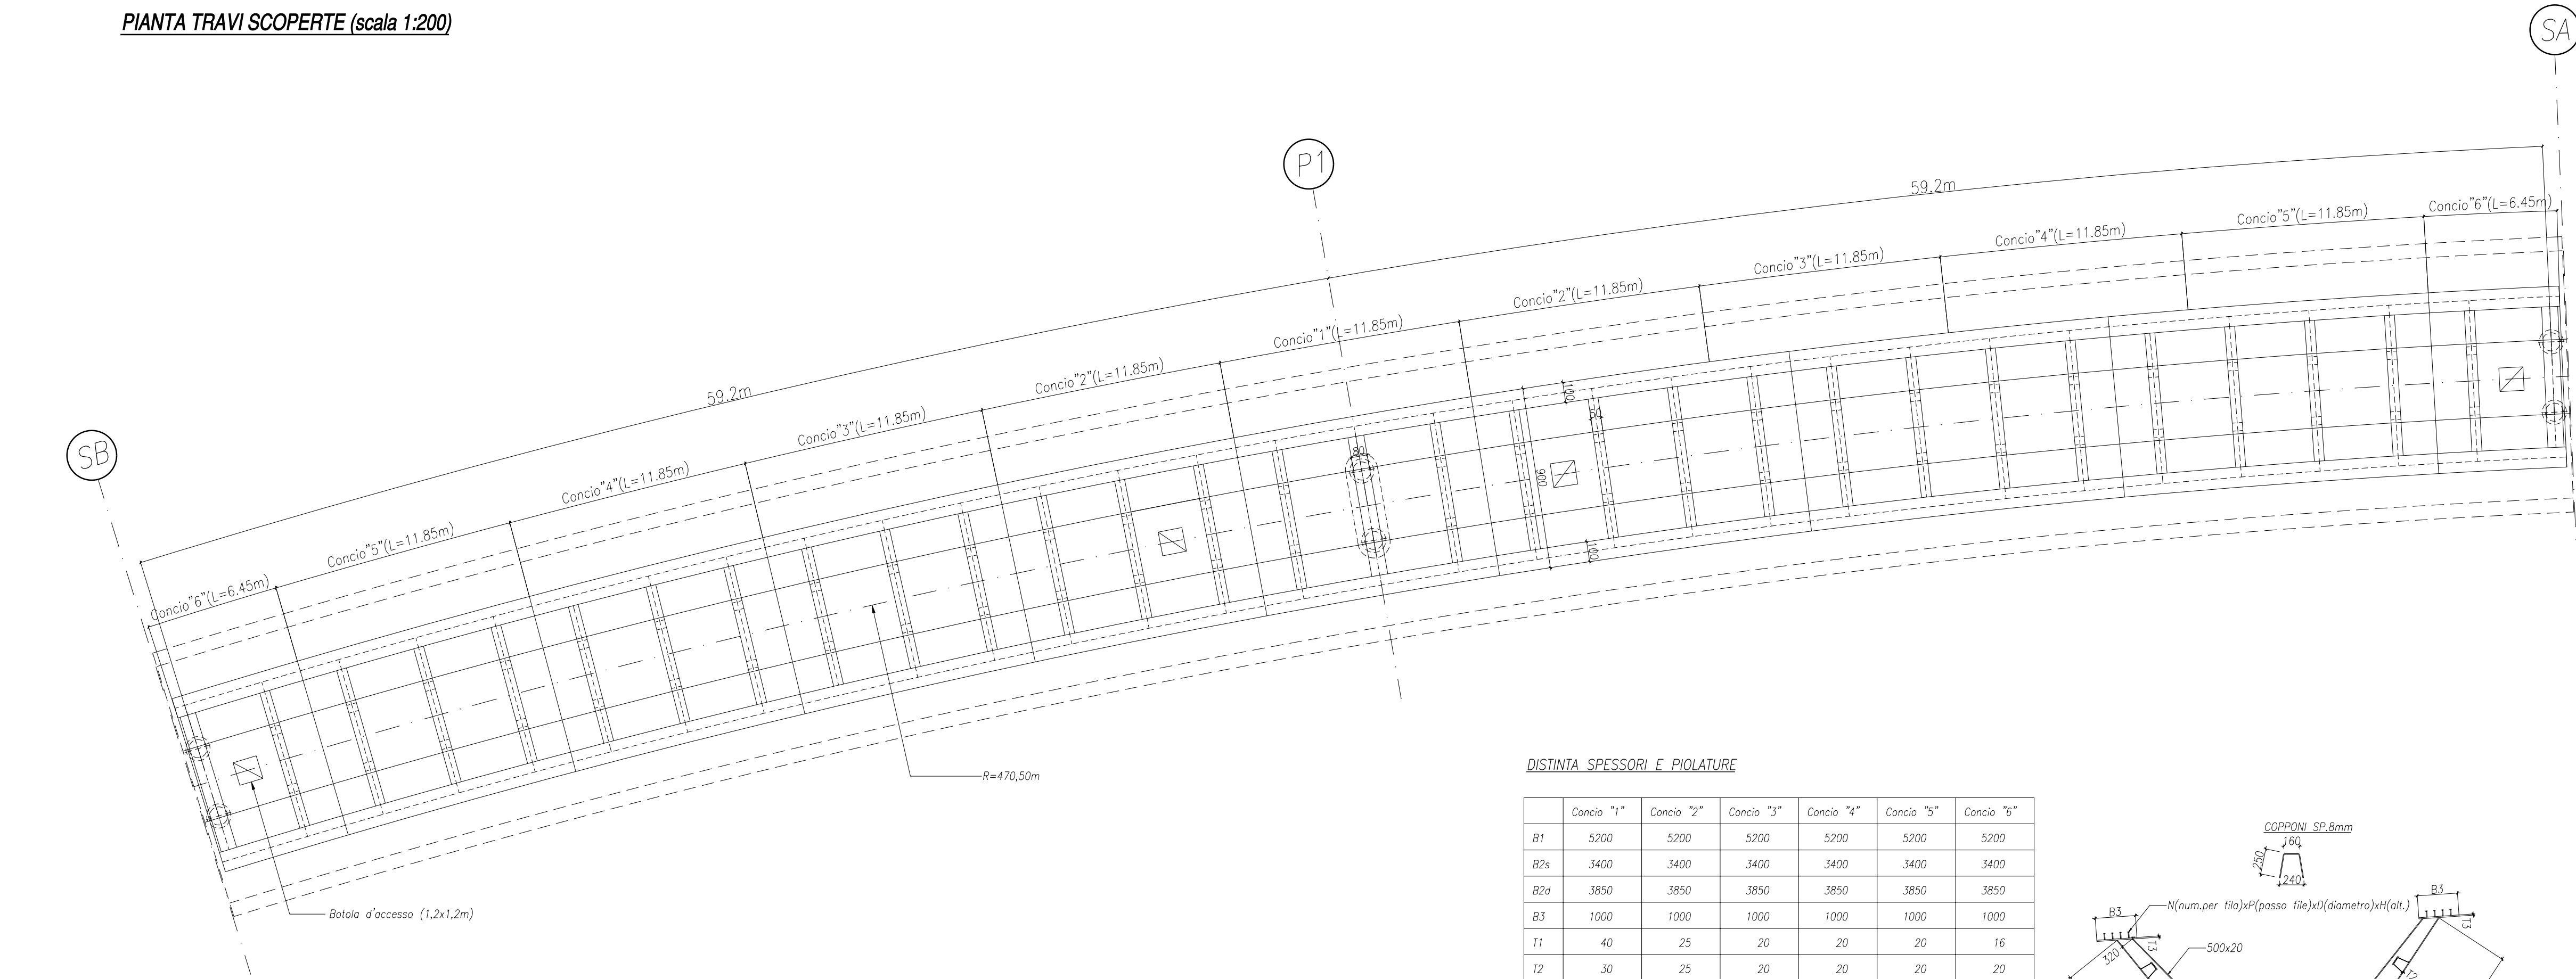 PIANTA TRAVI SCOPERTE (scala 1:200)
SA
P1
SB
59.2m
59.2m
Concio"6"(L=6.45m)
Concio"5"(L=11.85m)
Concio"4"(L=11.85m)
Concio"3"(L=11.85m)
Concio"2"(L=11.85m)
Concio"1"(L=11.85m)
Concio"2"(L=11.85m)
Concio"3"(L=11.85m)
Concio"4"(L=11.85m)
Concio"5"(L=11.85m)
Concio"6"(L=6.45m)
100
50
80
900
100
R=470,50m
Botola d'accesso (1,2x1,2m)
DISTINTA SPESSORI E PIOLATURE
Concio "1" Concio "2" Concio "3" Concio "4" Concio "5" Concio "6"
B1 5200 5200 5200 5200 5200 5200
B2s 3400 3400 3400 3400 3400 3400
B2d 3850 3850 3850 3850 3850 3850
B3 1000 1000 1000 1000 1000 1000
T1 40 25 20 20 20 16
T2 30 25 20 20 20 20
COPPONI SP.8mm
160
250
240
B3
N(num.per fila)xP(passo file)xD(diametro)xH(alt.)
T3
500x20
320
B3
T3
T2